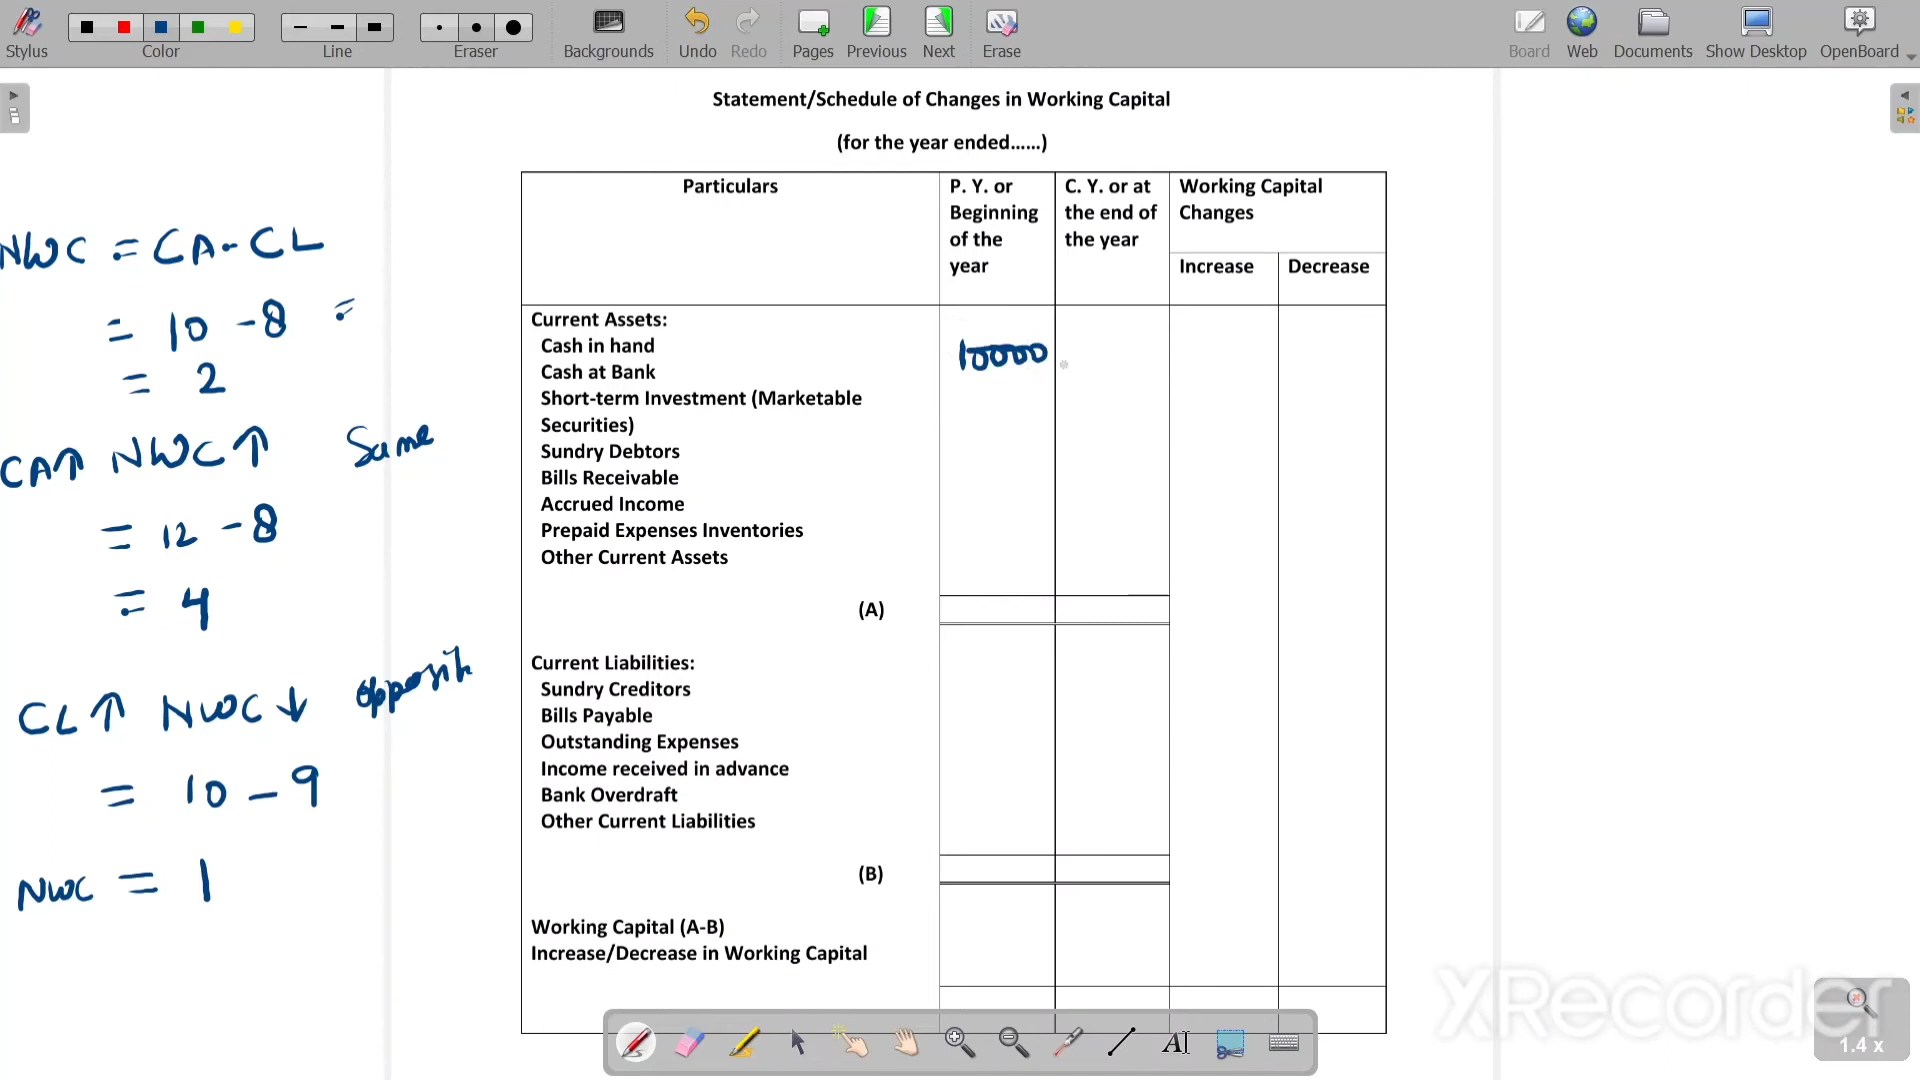 Stylus
Color
Line
Eraser
Backgrounds
Undo
Redo
Pages
Previous
Next
Erase
Board
Web
Documents
Show Desktop
OpenBoard
Statement/Schedule of Changes in Working Capital
(for the year ended......)
Particulars
P. Y. or
Beginning
of the
year
C. Y. or at
the end of
the year
Working Capital
Changes
Increase
Decrease
Current Assets:
Cash in hand
10000
Cash at Bank
Short-term Investment (Marketable
Securities)
Sundry Debtors
Bills Receivable
Accrued Income
Prepaid Expenses Inventories
Other Current Assets
(A)
Current Liabilities:
Sundry Creditors
Bills Payable
Outstanding Expenses
Income received in advance
Bank Overdraft
Other Current Liabilities
(B)
Working Capital (A-B)
Increase/Decrease in Working Capital
NWC = CA - CL
= 10 - 8 =
= 2
CA↑ NWC↑ Same
= 12 - 8
= 4
CL↑ NWC↓ opposit
= 10 - 9
NWC = 1
XRecorder
1.4 x